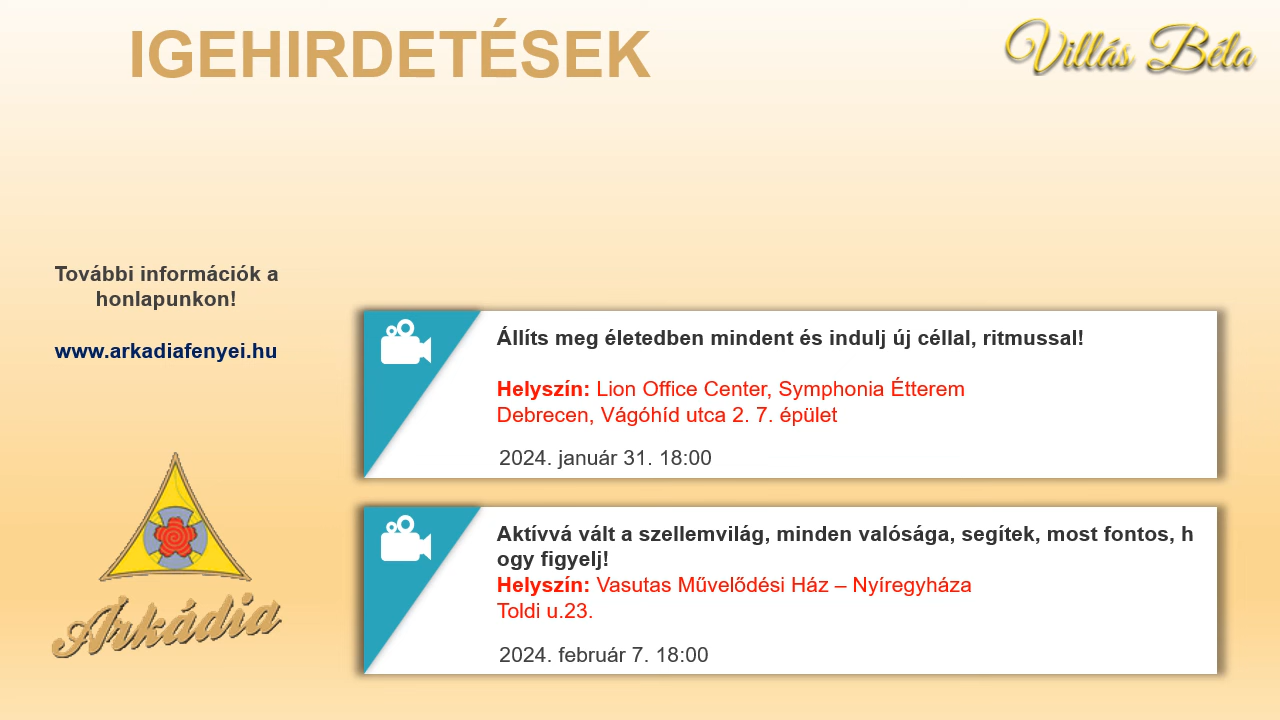 IGEHIRDETÉSEK
Villás Béla
További információk a
honlapunkon!
www.arkadiafenyei.hu
Árkádia
Állíts meg életedben mindent és indulj új céllal, ritmussal!
Helyszín: Lion Office Center, Symphonia Étterem
Debrecen, Vágóhíd utca 2. 7. épület
2024. január 31. 18:00
Aktívvá vált a szellemvilág, minden valósága, segítek, most fontos, h
ogy figyelj!
Helyszín: Vasutas Művelődési Ház – Nyíregyháza
Toldi u.23.
2024. február 7. 18:00